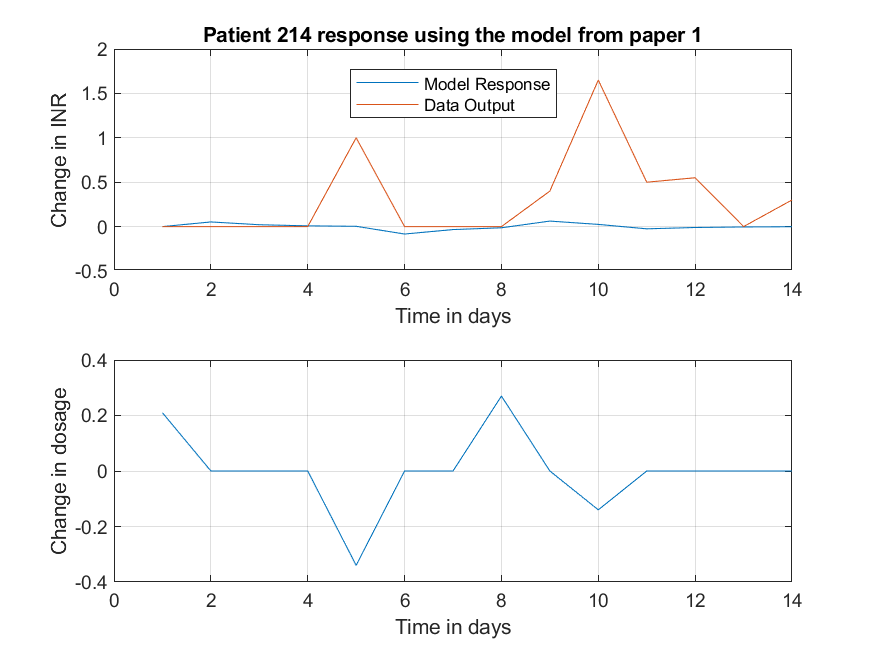 Patient 214 response using the model from paper 1
2
1.5
1
0.5
0
-0.5
Change in INR
Model Response
Data Output
0 2 4 6 8 10 12 14
Time in days
0.4
0.2
0
-0.2
-0.4
Change in dosage
0 2 4 6 8 10 12 14
Time in days